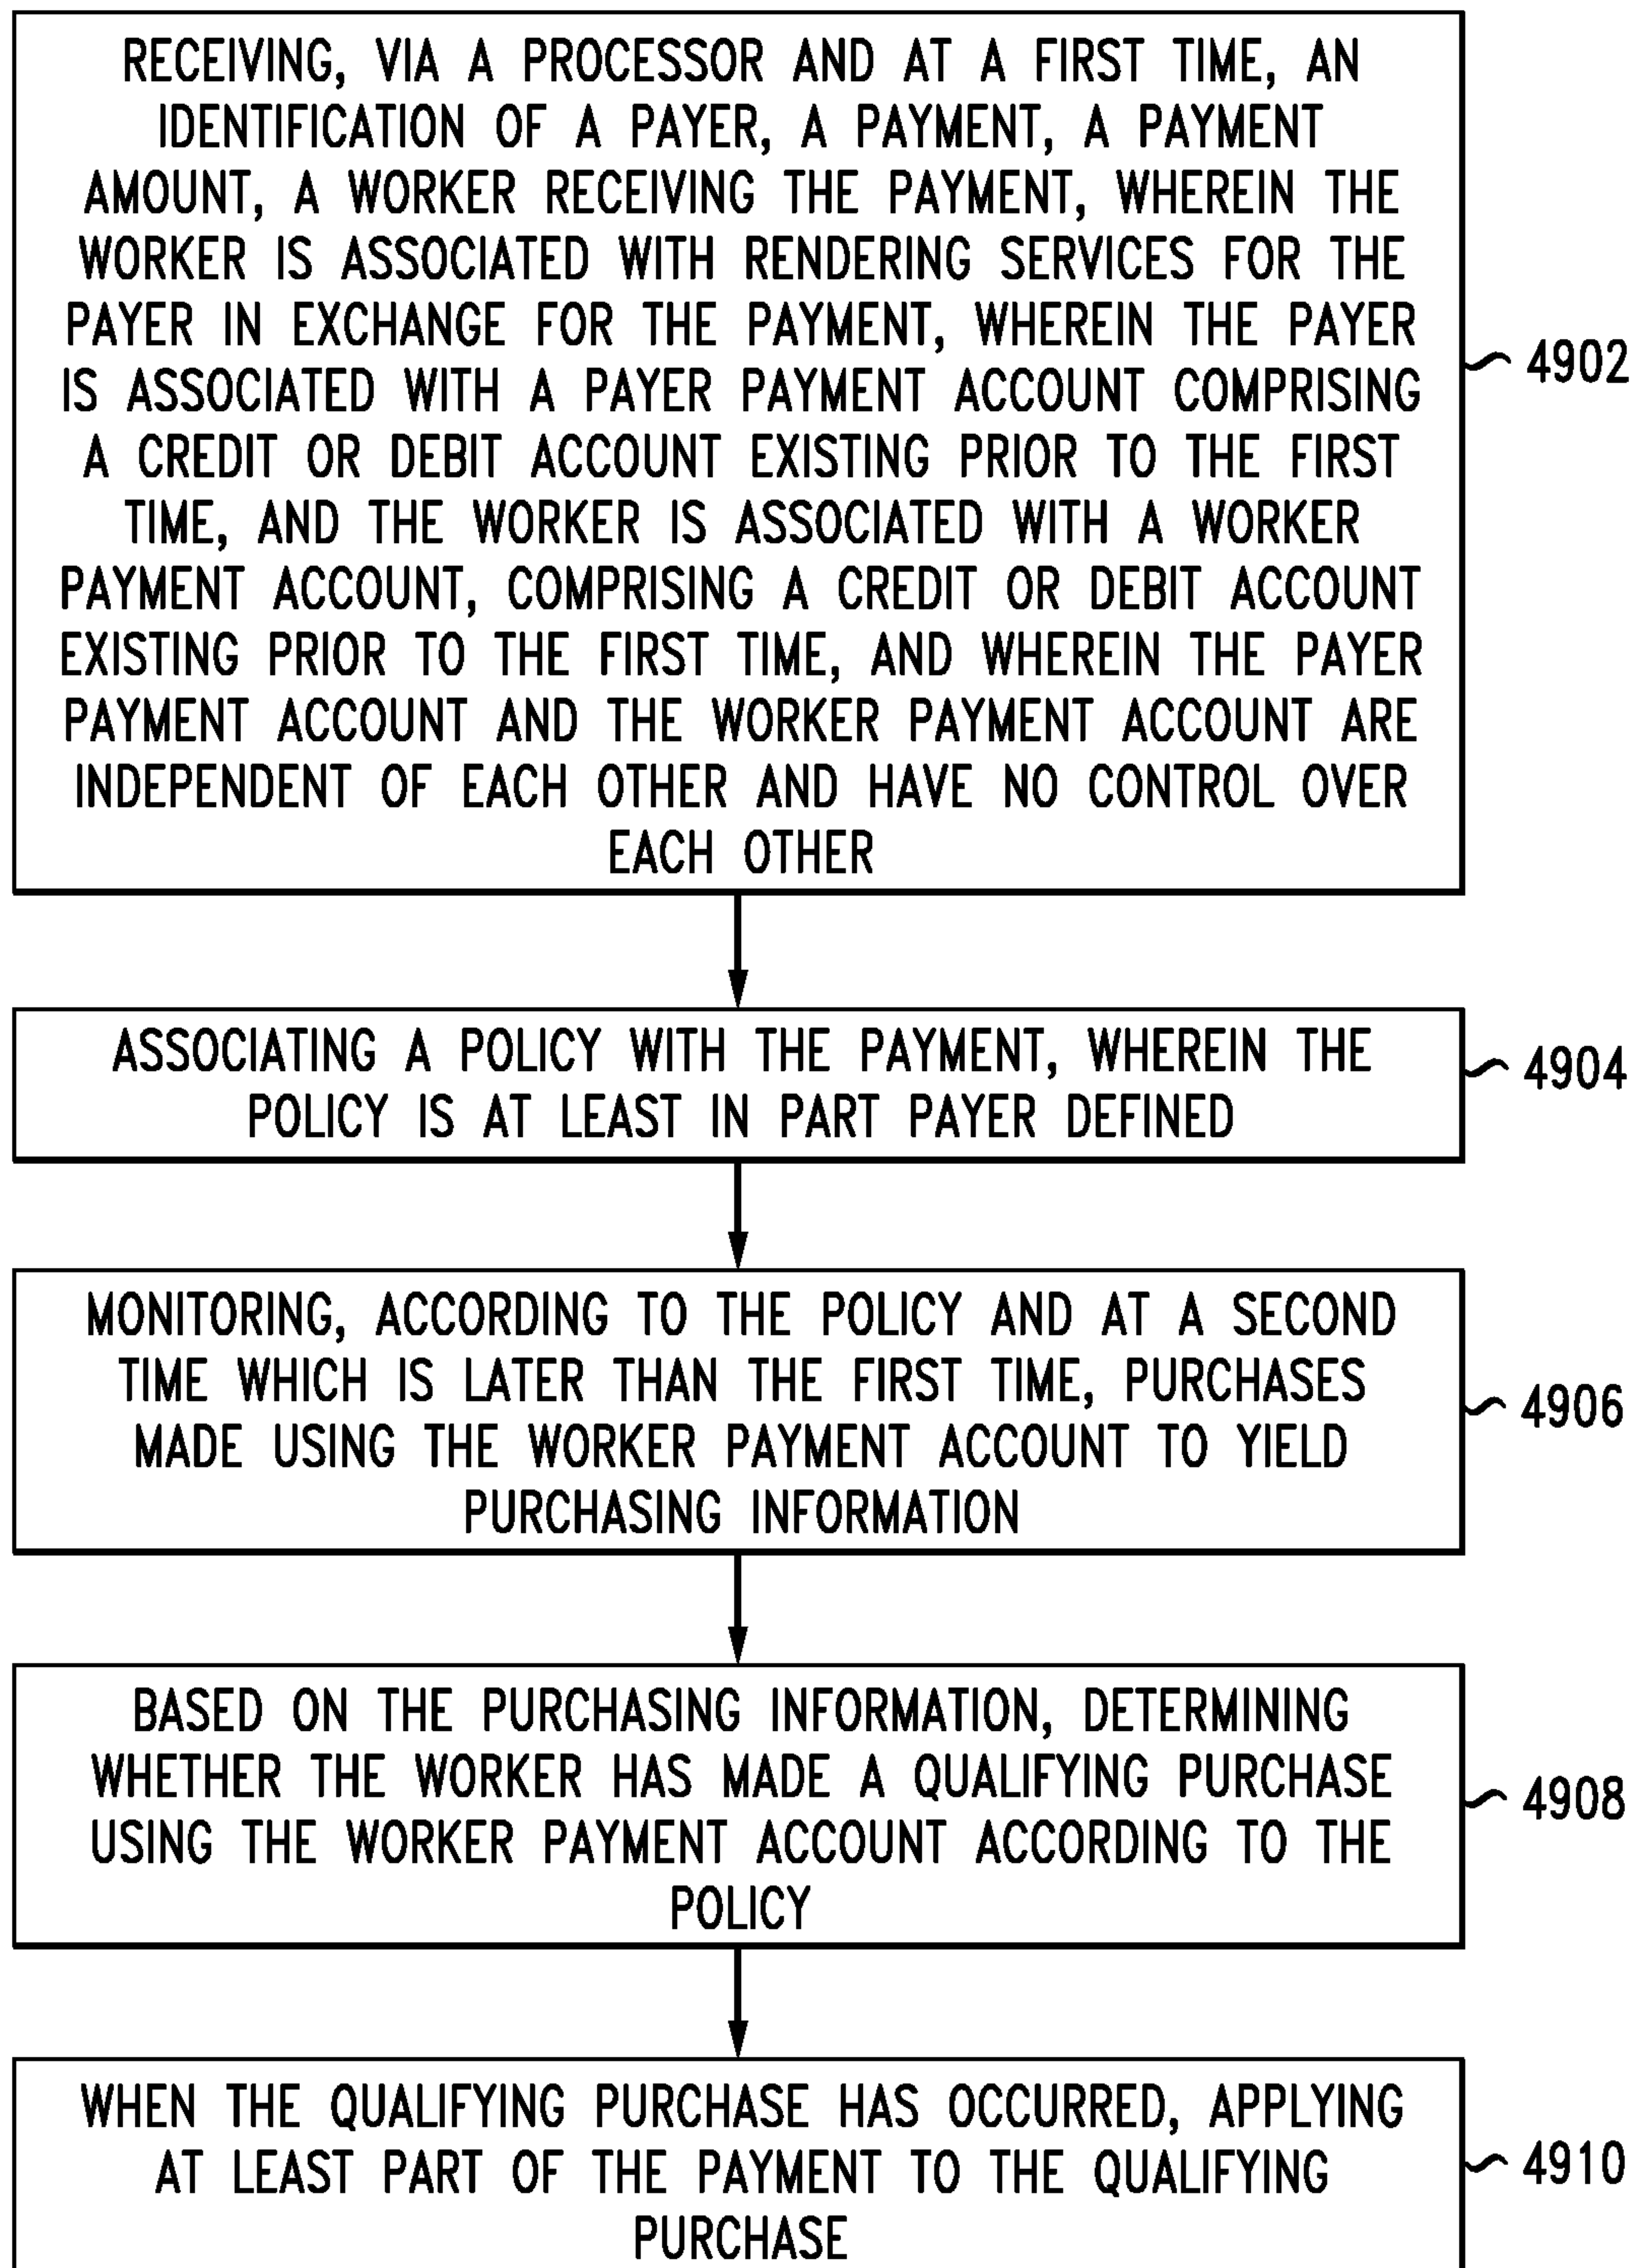 RECEIVING, VIA A PROCESSOR AND AT A FIRST TIME, AN
IDENTIFICATION OF A PAYER, A PAYMENT, A PAYMENT
AMOUNT, A WORKER RECEIVING THE PAYMENT, WHEREIN THE
WORKER IS ASSOCIATED WITH RENDERING SERVICES FOR THE
PAYER IN EXCHANGE FOR THE PAYMENT, WHEREIN THE PAYER
IS ASSOCIATED WITH A PAYER PAYMENT ACCOUNT COMPRISING
A CREDIT OR DEBIT ACCOUNT EXISTING PRIOR TO THE FIRST
TIME, AND THE WORKER IS ASSOCIATED WITH A WORKER
PAYMENT ACCOUNT, COMPRISING A CREDIT OR DEBIT ACCOUNT
EXISTING PRIOR TO THE FIRST TIME, AND WHEREIN THE PAYER
PAYMENT ACCOUNT AND THE WORKER PAYMENT ACCOUNT ARE
INDEPENDENT OF EACH OTHER AND HAVE NO CONTROL OVER
EACH OTHER
4902
ASSOCIATING A POLICY WITH THE PAYMENT, WHEREIN THE
POLICY IS AT LEAST IN PART PAYER DEFINED
4904
MONITORING, ACCORDING TO THE POLICY AND AT A SECOND
TIME WHICH IS LATER THAN THE FIRST TIME, PURCHASES
MADE USING THE WORKER PAYMENT ACCOUNT TO YIELD
PURCHASING INFORMATION
4906
BASED ON THE PURCHASING INFORMATION, DETERMINING
WHETHER THE WORKER HAS MADE A QUALIFYING PURCHASE
USING THE WORKER PAYMENT ACCOUNT ACCORDING TO THE
POLICY
4908
WHEN THE QUALIFYING PURCHASE HAS OCCURRED, APPLYING
AT LEAST PART OF THE PAYMENT TO THE QUALIFYING
PURCHASE
4910